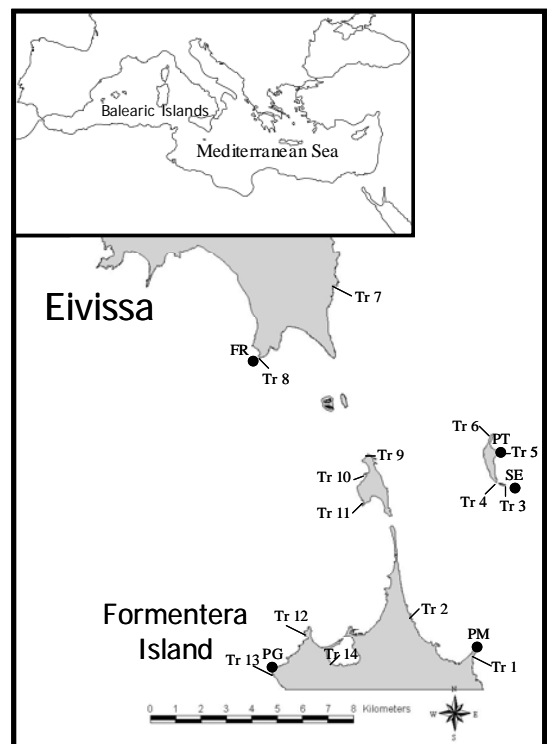 Balearic Islands
Mediterranean Sea
Eivissa
Tr 7
FR
Tr 8
Tr 6
PT
Tr 5
Tr 9
SE
Tr 10
Tr 4
Tr 3
Tr 11
Formentera
Island
Tr 12
Tr 2
PM
PG
Tr 14
Tr 13
Tr 1
0 1 2 3 4 5 6 7 8 Kilometers
N
W E
S